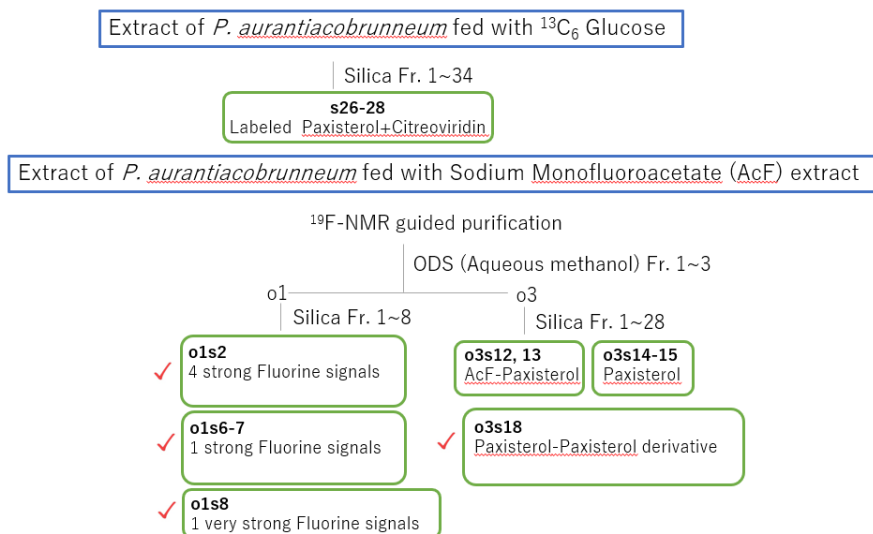 Extract of P. aurantiacobrunneum fed with ¹³C₆ Glucose
Silica Fr. 1~34
s26-28
Labeled Paxisterol+Citreoviridin
Extract of P. aurantiacobrunneum fed with Sodium Monofluoroacetate (AcF) extract
¹⁹F-NMR guided purification
ODS (Aqueous methanol) Fr. 1~3
o1
Silica Fr. 1~8
o1s2
4 strong Fluorine signals
o1s6-7
1 strong Fluorine signals
o1s8
1 very strong Fluorine signals
o3
Silica Fr. 1~28
o3s12, 13
AcF-Paxisterol
o3s14-15
Paxisterol
o3s18
Paxisterol-Paxisterol derivative